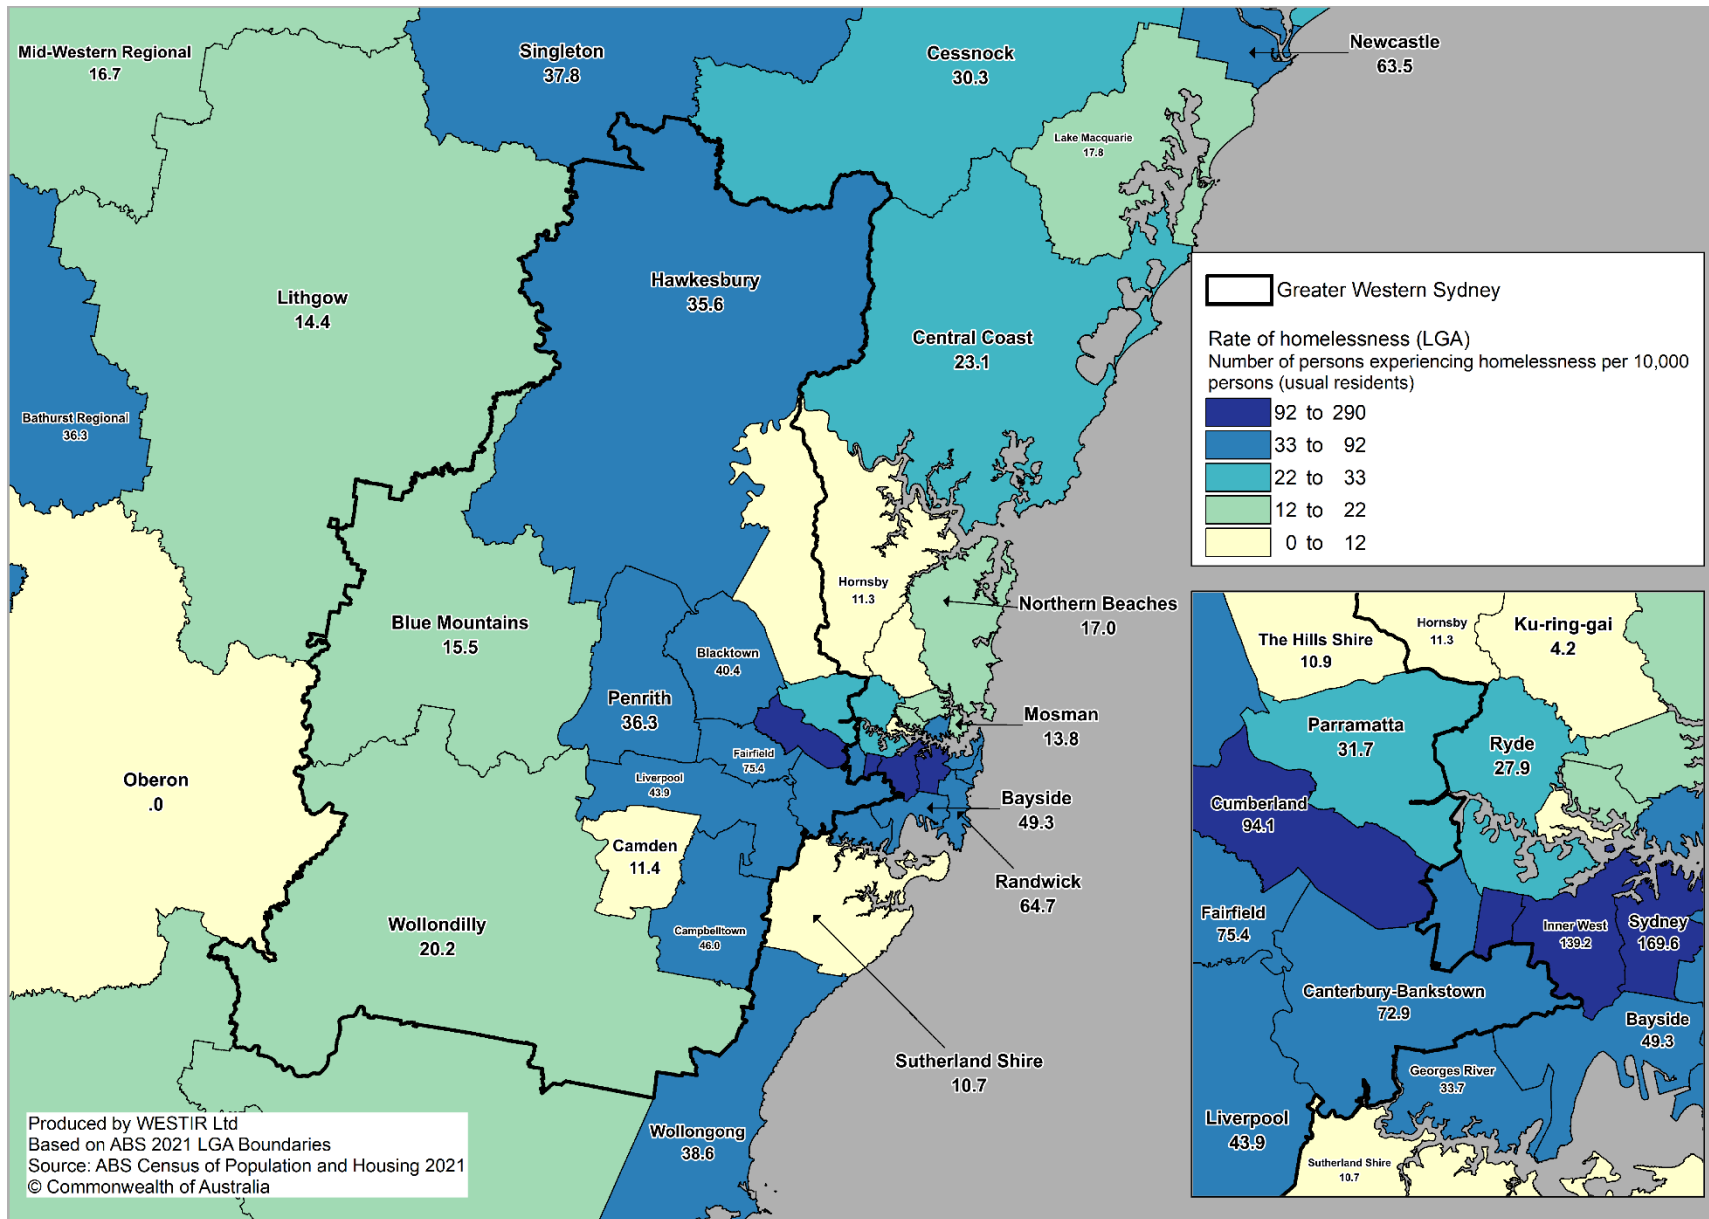 Mid-Western Regional
16.7
Singleton
37.8
Cessnock
30.3
Newcastle
63.5
Lake Macquarie
17.8
Lithgow
14.4
Hawkesbury
35.6
Central Coast
23.1
Bathurst Regional
36.3
Greater Western Sydney
Rate of homelessness (LGA)
Number of persons experiencing homelessness per 10,000
persons (usual residents)
92 to 290
33 to 92
22 to 33
12 to 22
0 to 12
Hornsby
11.3
Northern Beaches
17.0
Blue Mountains
15.5
Blacktown
40.4
Penrith
36.3
Mosman
13.8
Fairfield
75.4
Liverpool
43.9
Oberon
.0
Bayside
49.3
Camden
11.4
Randwick
64.7
Wollondilly
20.2
Campbelltown
46.0
Sutherland Shire
10.7
Wollongong
38.6
The Hills Shire
10.9
Hornsby
11.3
Ku-ring-gai
4.2
Parramatta
31.7
Ryde
27.9
Cumberland
94.1
Fairfield
75.4
Inner West
139.2
Sydney
169.6
Canterbury-Bankstown
72.9
Bayside
49.3
Georges River
33.7
Liverpool
43.9
Sutherland Shire
10.7
Produced by WESTIR Ltd
Based on ABS 2021 LGA Boundaries
Source: ABS Census of Population and Housing 2021
© Commonwealth of Australia